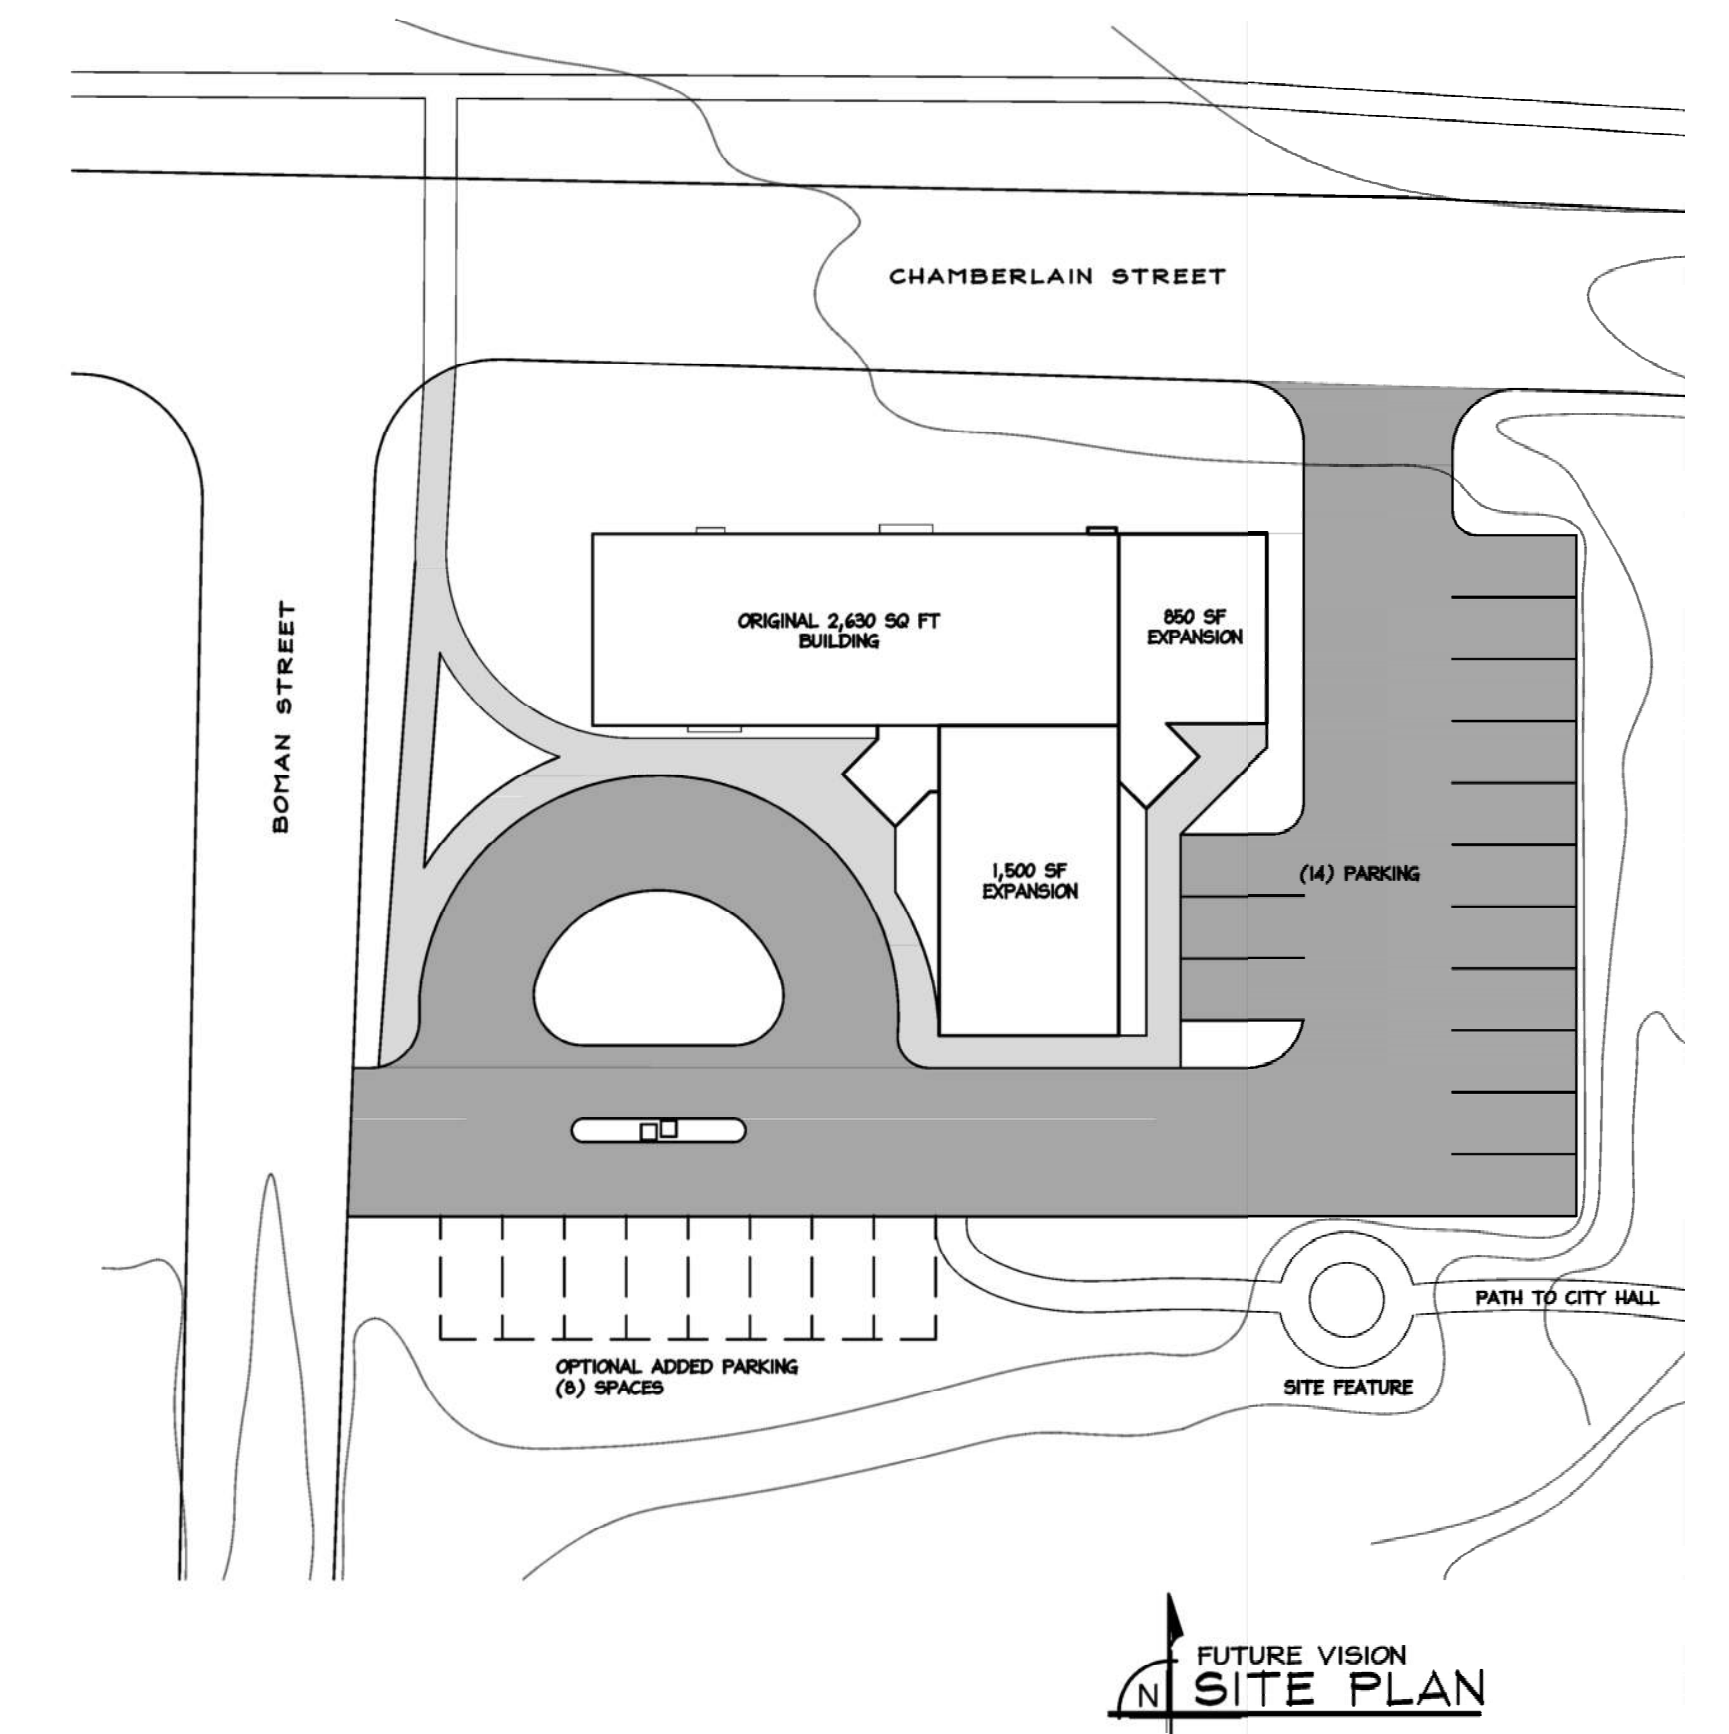 CHAMBERLAIN STREET
BOMAN STREET
ORIGINAL 2,630 SQ FT
BUILDING
850 SF
EXPANSION
1,500 SF
EXPANSION
(14) PARKING
PATH TO CITY HALL
OPTIONAL ADDED PARKING
(8) SPACES
SITE FEATURE
N
FUTURE VISION
SITE PLAN